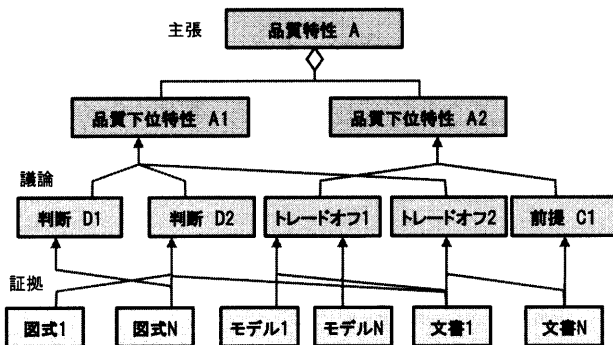 主張
品質特性 A
品質下位特性 A1
品質下位特性 A2
議論
判断 D1
判断 D2
トレードオフ1
トレードオフ2
前提 C1
証拠
図式1
図式N
モデル1
モデルN
文書1
文書N